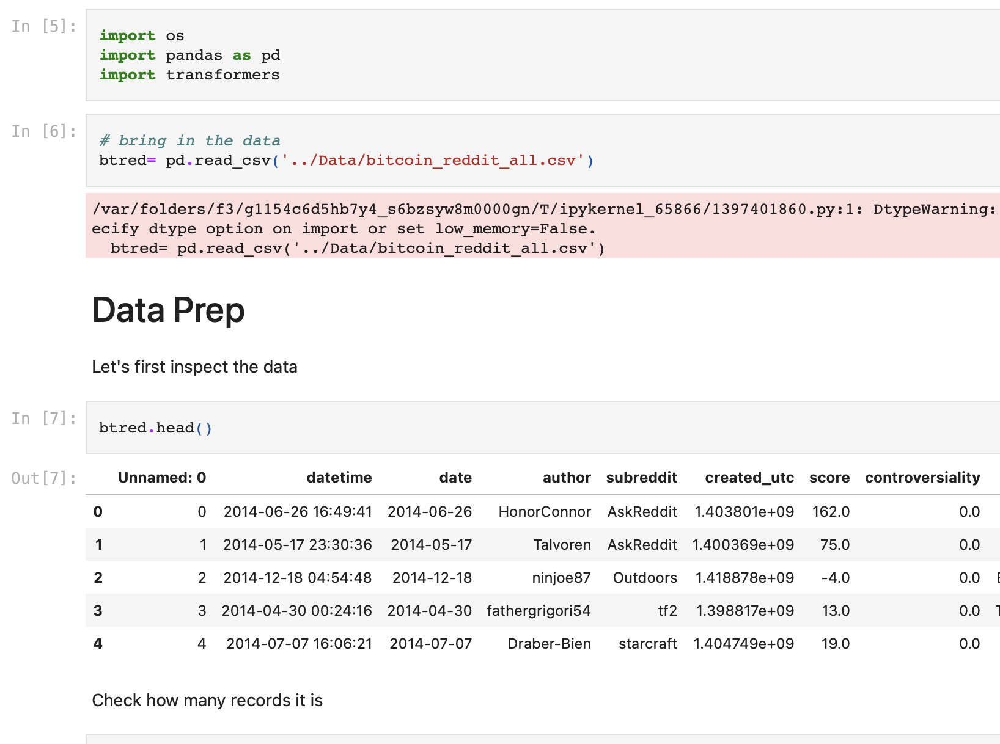 In [5]:
import os
import pandas as pd
import transformers
In [6]:
# bring in the data
btred= pd.read_csv('../Data/bitcoin_reddit_all.csv')
/var/folders/f3/g1154c6d5hb7y4_s6bzsyw8m0000gn/T/ipykernel_65866/1397401860.py:1: DtypeWarning:
ecify dtype option on import or set low_memory=False.
btred= pd.read_csv('../Data/bitcoin_reddit_all.csv')
Data Prep
Let's first inspect the data
In [7]:
btred.head()
Out[7]:
Unnamed: 0 datetime date author subreddit created_utc score controversiality
0 0 2014-06-26 16:49:41 2014-06-26 HonorConnor AskReddit 1.403801e+09 162.0 0.0
1 1 2014-05-17 23:30:36 2014-05-17 Talvoren AskReddit 1.400369e+09 75.0 0.0
2 2 2014-12-18 04:54:48 2014-12-18 ninjoe87 Outdoors 1.418878e+09 -4.0 0.0
3 3 2014-04-30 00:24:16 2014-04-30 fathergrigori54 tf2 1.398817e+09 13.0 0.0
4 4 2014-07-07 16:06:21 2014-07-07 Draber-Bien starcraft 1.404749e+09 19.0 0.0
Check how many records it is